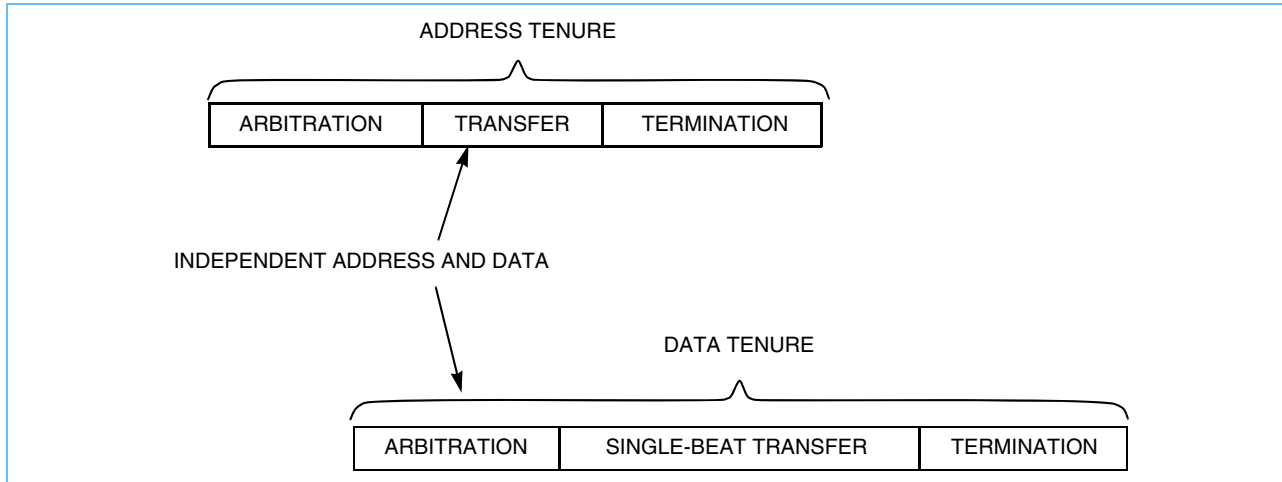 ADDRESS TENURE
ARBITRATION TRANSFER TERMINATION
INDEPENDENT ADDRESS AND DATA
DATA TENURE
ARBITRATION SINGLE-BEAT TRANSFER TERMINATION